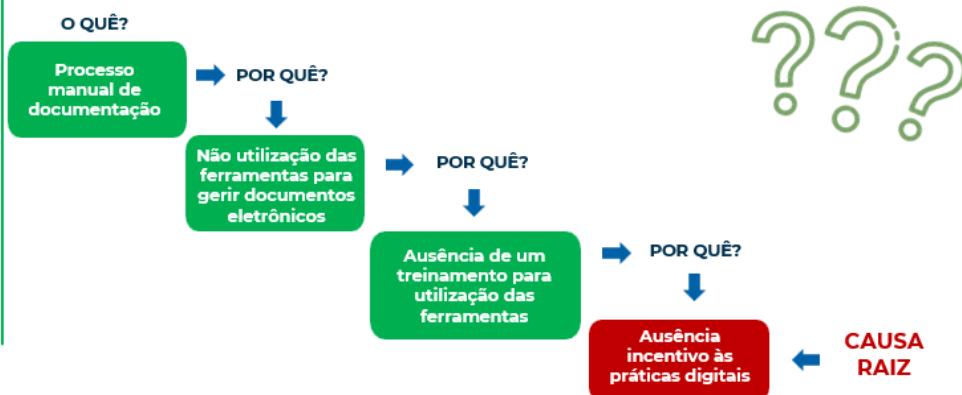 O QUÊ?
Processo
manual de
documentação
POR QUÊ?
Não utilização das
ferramentas para
gerir documentos
eletrônicos
POR QUÊ?
Ausência de um
treinamento para
utilização das
ferramentas
POR QUÊ?
Ausência
incentivo às
práticas digitais
CAUSA
RAIZ
???